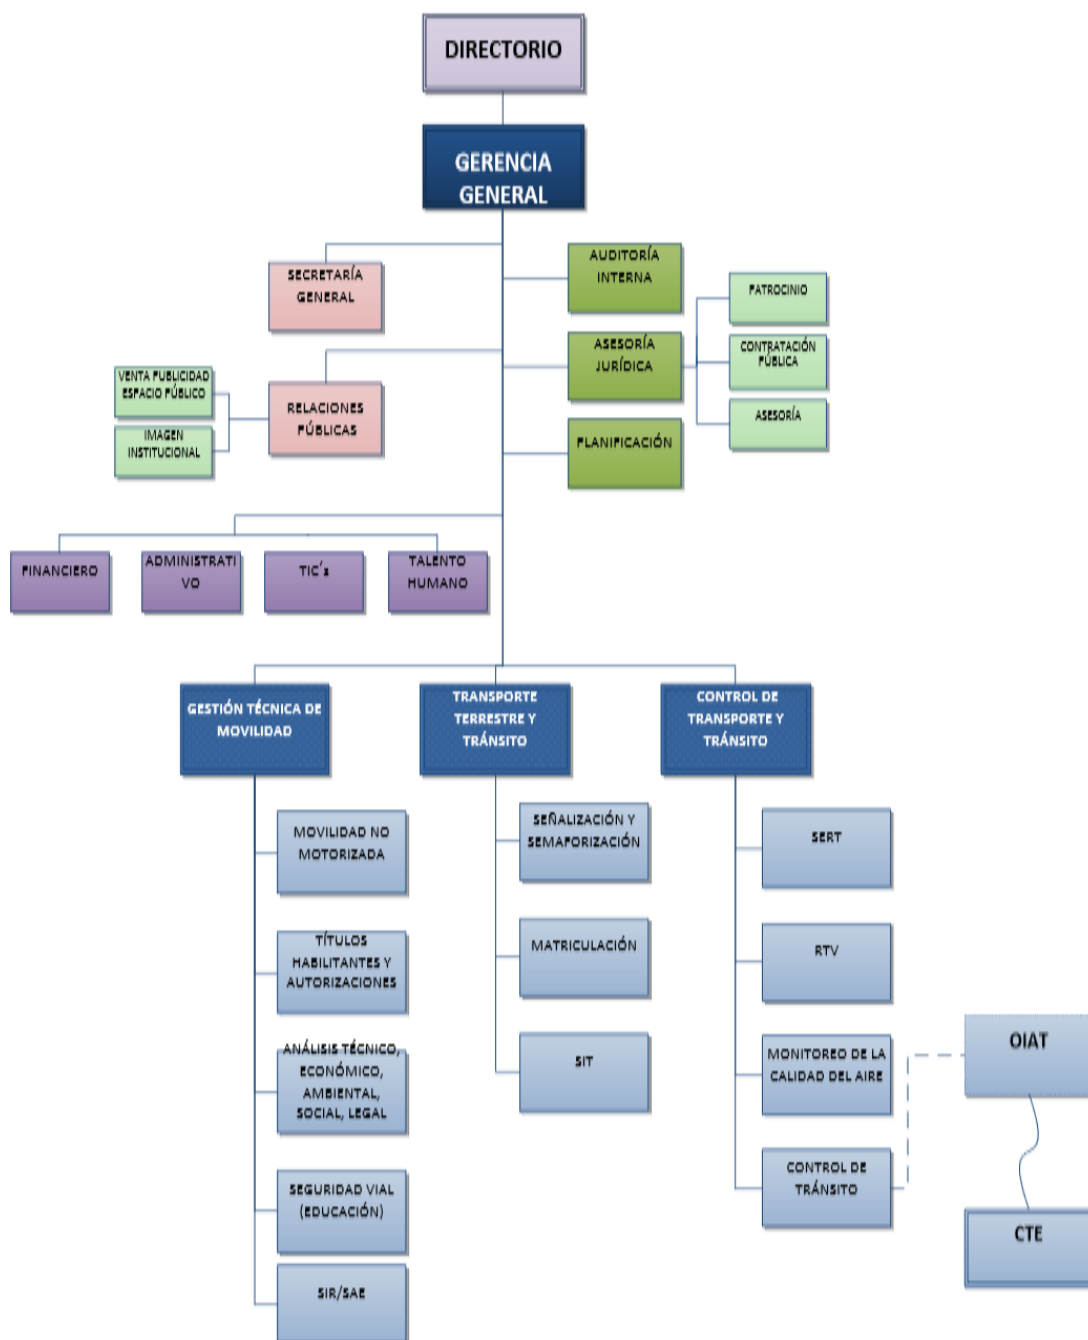 DIRECTORIO
GERENCIA
GENERAL
SECRETARÍA
GENERAL
AUDITORÍA
INTERNA
PATROCINIO
ASESORÍA
JURÍDICA
CONTRATACIÓN
PÚBLICA
ASESORÍA
VENTA PUBLICIDAD
ESPACIO PÚBLICO
IMAGEN
INSTITUCIONAL
RELACIONES
PÚBLICAS
PLANIFICACIÓN
FINANCIERO
ADMINISTRATI
VO
TIC´s
TALENTO
HUMANO
GESTIÓN TÉCNICA DE
MOVILIDAD
TRANSPORTE
TERRESTRE Y
TRÁNSITO
CONTROL DE
TRANSPORTE Y
TRÁNSITO
MOVILIDAD NO
MOTORIZADA
TÍTULOS
HABILITANTES Y
AUTORIZACIONES
ANÁLISIS TÉCNICO,
ECONÓMICO,
AMBIENTAL,
SOCIAL, LEGAL
SEGURIDAD VIAL
(EDUCACIÓN)
SIR/SAE
SEÑALIZACIÓN Y
SEMAFORIZACIÓN
MATRICULACIÓN
SIT
SERT
RTV
MONITOREO DE LA
CALIDAD DEL AIRE
CONTROL DE
TRÁNSITO
OIAT
CTE